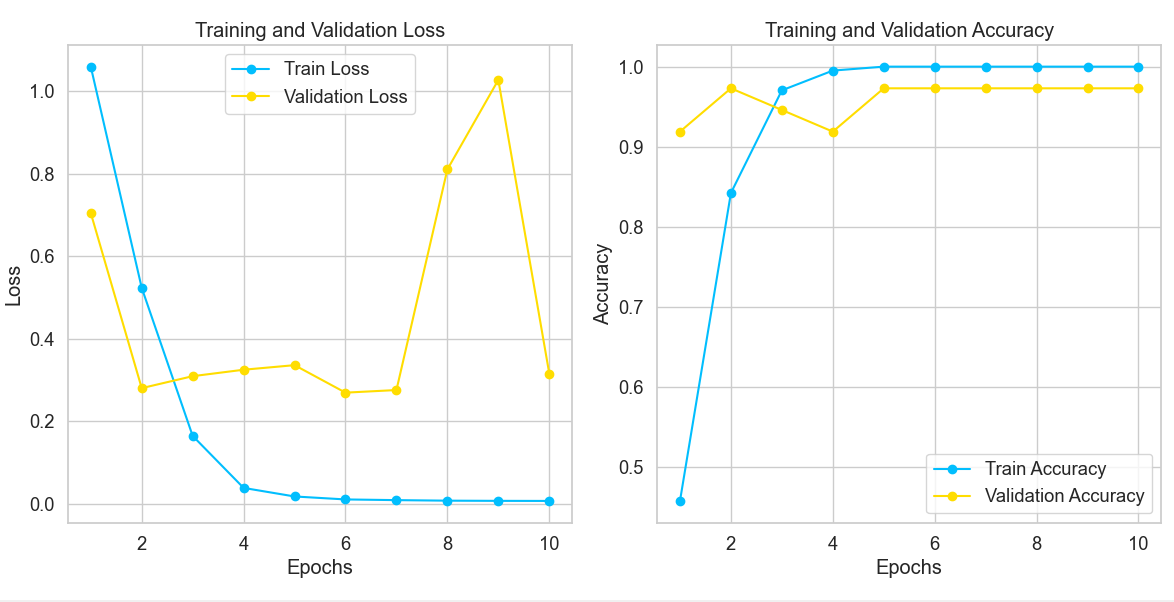 Training and Validation Loss
Train Loss
Validation Loss
1.0
0.8
0.6
0.4
0.2
0.0
Loss
2 4 6 8 10
Epochs
Training and Validation Accuracy
1.0
0.9
0.8
0.7
0.6
0.5
Accuracy
Train Accuracy
Validation Accuracy
2 4 6 8 10
Epochs